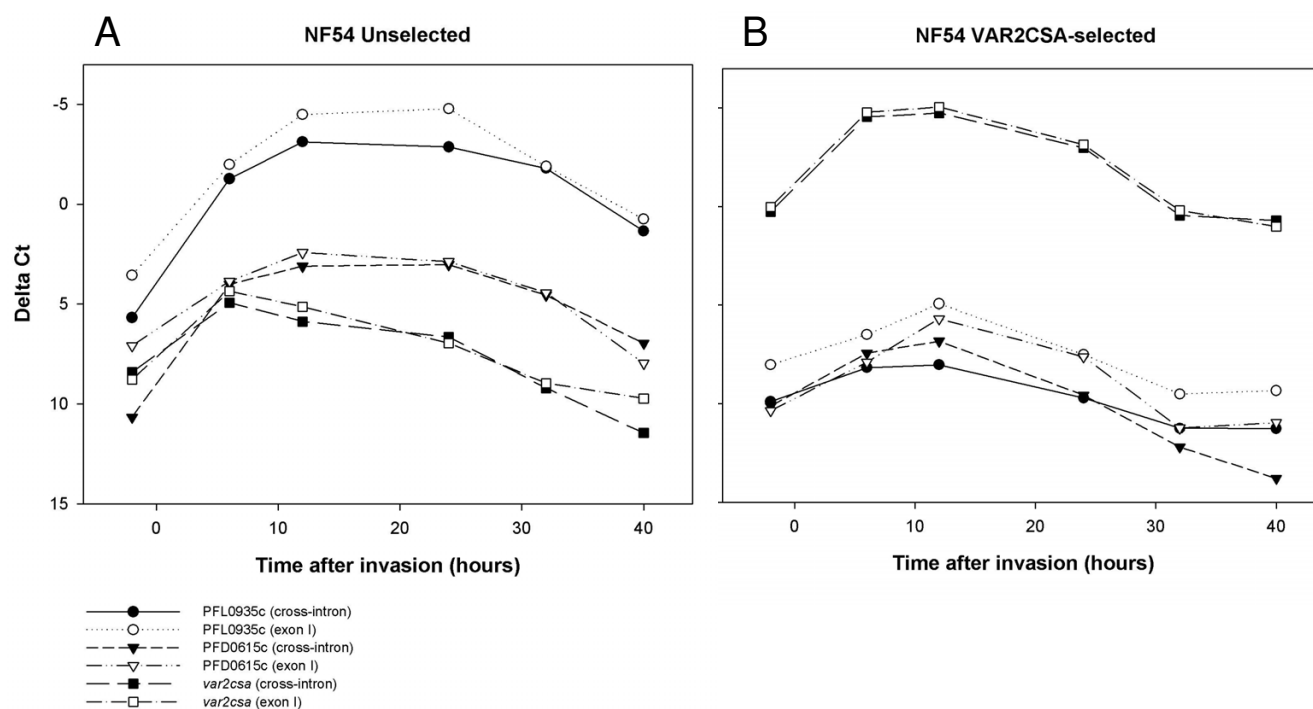 A
NF54 Unselected
B
NF54 VAR2CSA-selected
Delta Ct
-5
0
5
10
15
0
10
20
30
40
0
10
20
30
40
Time after invasion (hours)
Time after invasion (hours)
PFL0935c (cross-intron)
PFL0935c (exon I)
PFD0615c (cross-intron)
PFD0615c (exon I)
var2csa (cross-intron)
var2csa (exon I)